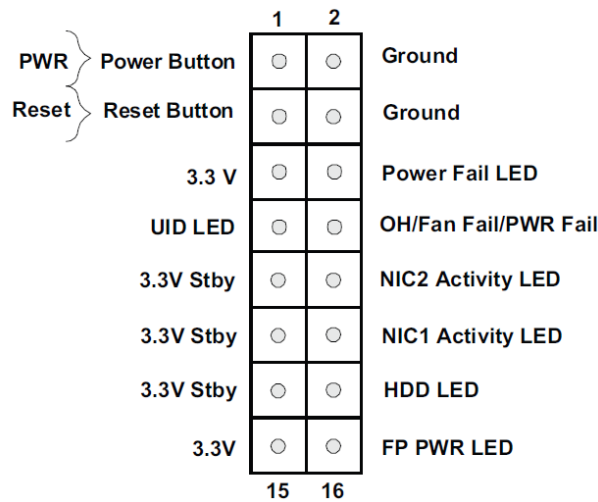 1 2
PWR Power Button Ground
Reset Reset Button Ground
3.3 V Power Fail LED
UID LED OH/Fan Fail/PWR Fail
3.3V Stby NIC2 Activity LED
3.3V Stby NIC1 Activity LED
3.3V Stby HDD LED
3.3V FP PWR LED
15 16